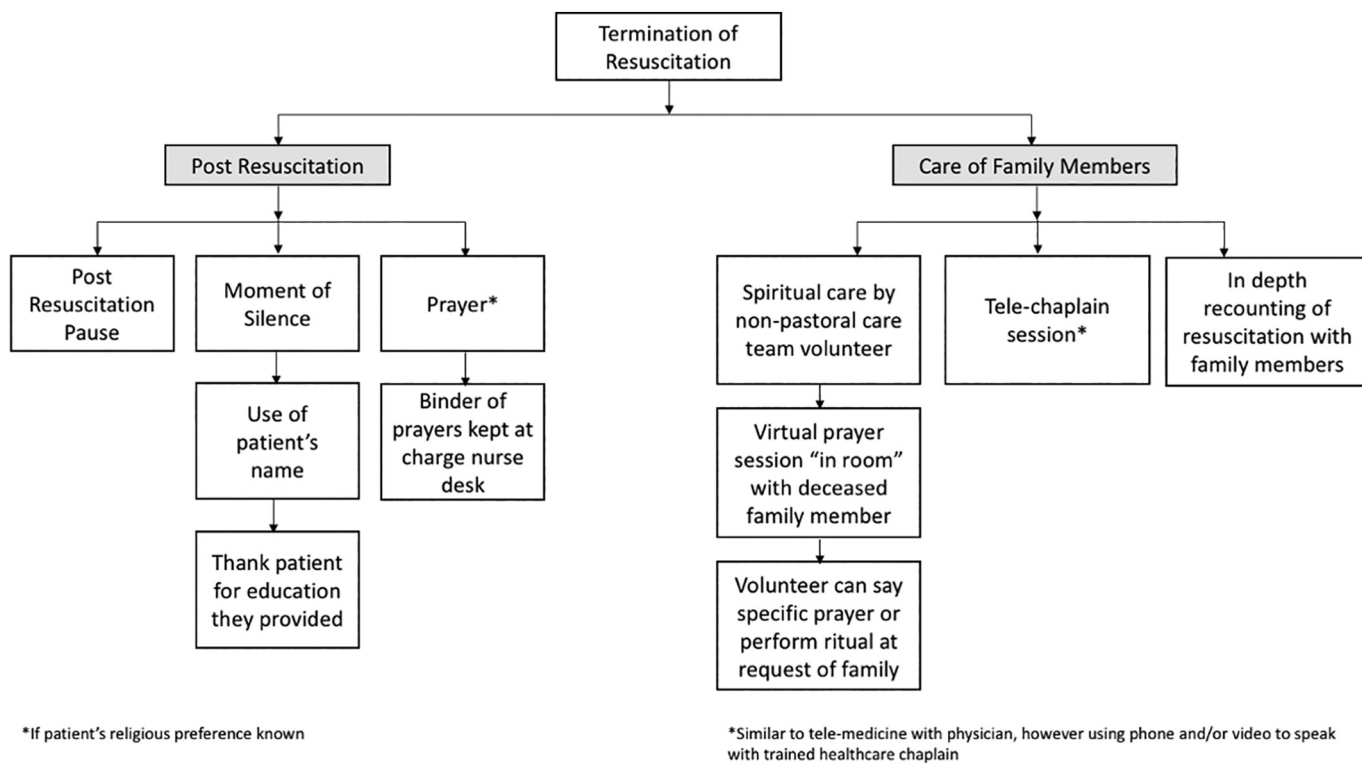 Termination of
Resuscitation
Post Resuscitation
Care of Family Members
Post
Resuscitation
Pause
Moment of
Silence
Prayer*
Use of
patient's
name
Binder of
prayers kept at
charge nurse
desk
Thank patient
for education
they provided
Spiritual care by
non-pastoral care
team volunteer
Tele-chaplain
session*
In depth
recounting of
resuscitation with
family members
Virtual prayer
session “in room”
with deceased
family member
Volunteer can say
specific prayer or
perform ritual at
request of family
*If patient's religious preference known
*Similar to tele-medicine with physician, however using phone and/or video to speak
with trained healthcare chaplain